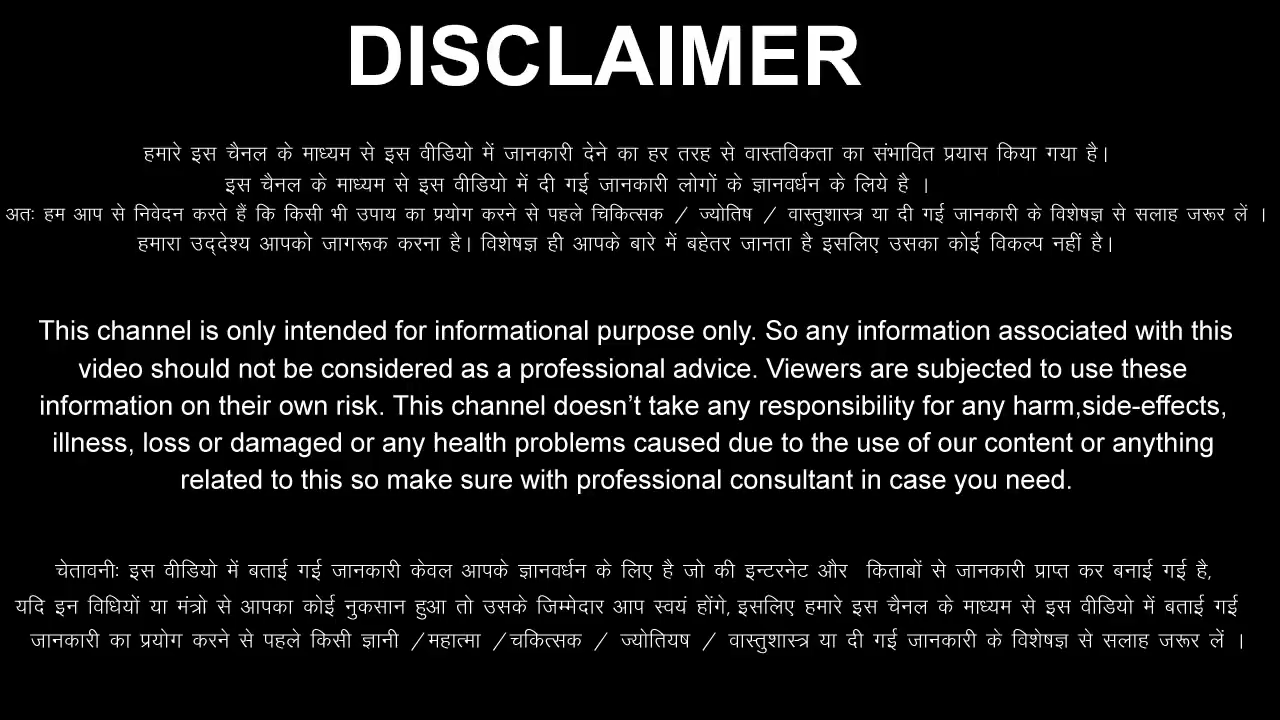 DISCLAIMER
हमारे इस चैनल के माध्यम से इस वीडियो में जानकारी देने का हर तरह से वास्तविकता का संभावित प्रयास किया गया है।
इस चैनल के माध्यम से इस वीडियो में दी गई जानकारी लोगों के ज्ञानवर्धन के लिये है ।
अतः हम आप से निवेदन करते हैं कि किसी भी उपाय का प्रयोग करने से पहले चिकित्सक / ज्योतिष / वास्तुशास्त्र या दी गई जानकारी के विशेषज्ञ से सलाह जरूर लें ।
हमारा उद्देश्य आपको जागरूक करना है। विशेषज्ञ ही आपके बारे में बहेतर जानता है इसलिए उसका कोई विकल्प नहीं है।
This channel is only intended for informational purpose only. So any information associated with this
video should not be considered as a professional advice. Viewers are subjected to use these
information on their own risk. This channel doesn’t take any responsibility for any harm,side-effects,
illness, loss or damaged or any health problems caused due to the use of our content or anything
related to this so make sure with professional consultant in case you need.
चेतावनीः इस वीडियो में बताई गई जानकारी केवल आपके ज्ञानवर्धन के लिए है जो की इन्टरनेट और किताबों से जानकारी प्राप्त कर बनाई गई है,
यदि इन विधियों या मंत्रो से आपका कोई नुकसान हुआ तो उसके जिम्मेदार आप स्वयं होंगे, इसलिए हमारे इस चैनल के माध्यम से इस वीडियो में बताई गई
जानकारी का प्रयोग करने से पहले किसी ज्ञानी /महात्मा /चकित्सक / ज्योतियष / वास्तुशास्त्र या दी गई जानकारी के विशेषज्ञ से सलाह जरूर लें ।